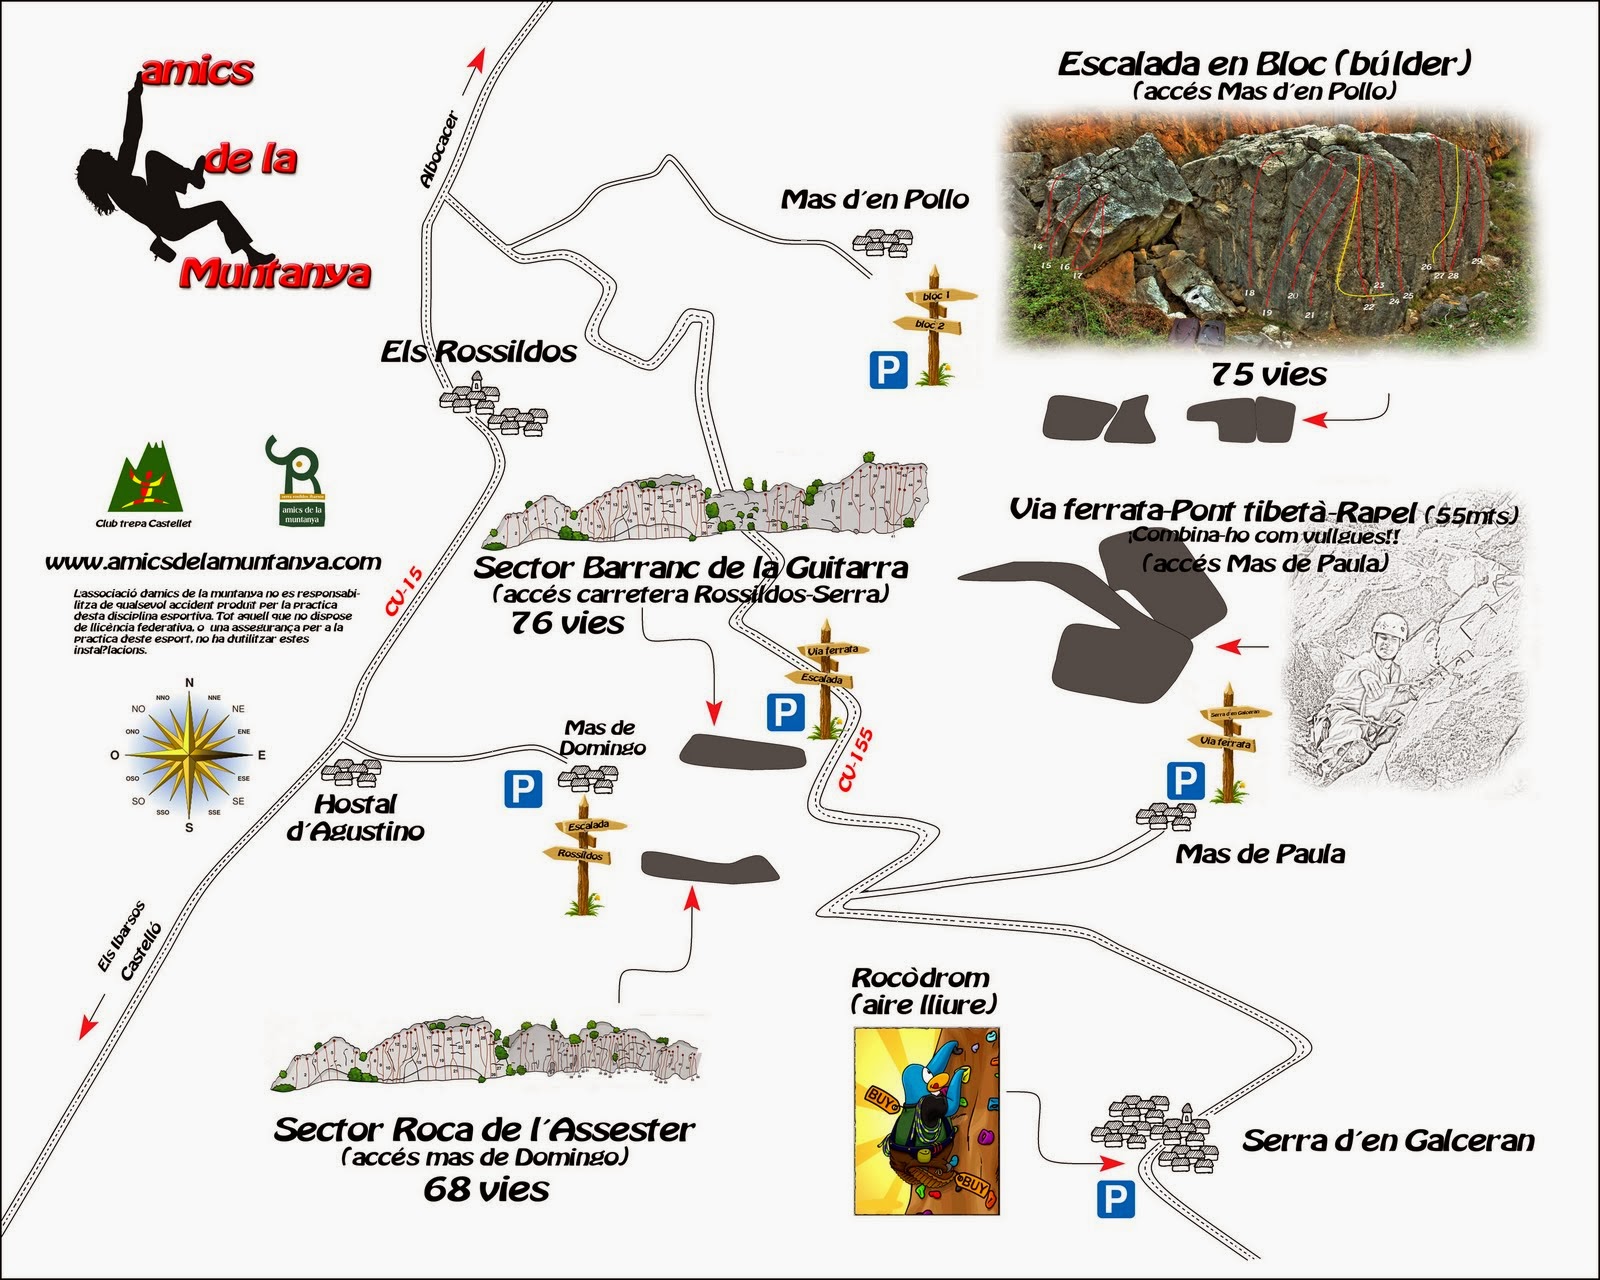 amics
de la
Muntanya
Albocacer
Escalada en Bloc (búlder)
(accés Mas d'en Pollo)
14
15
16
17
18
19
20
21
22
23
24
25
26
27
28
29
75 vies
Mas d'en Pollo
bloc 1
bloc 2
P
Els Rossildos
Club trepa Castellet
amics de la
muntanya
www.amicsdelamuntanya.com
L'associació d'amics de la muntanya no es responsabi-
litza de qualsevol accident produït per la practica
desta disciplina esportiva. Tot aquell que no dispose
de llicència federativa, o una assegurança per a la
practica deste esport, no ha d'utilitzar estes
instal?lacions.
CV-15
Sector Barranc de la Guitarra
(accés carretera Rossildos-Serra)
76 vies
Via ferrata-Pont tibetà-Rapel (55mts)
¡Combina-ho com vullgues!!
(accés Mas de Paula)
Via ferrata
Escalada
P
CV-155
Serra d'en Galceran
Via ferrata
P
Mas de Paula
N
NNE
NE
ENE
E
ESE
SE
SSE
S
SSO
SO
OSO
O
ONO
NO
NNO
Mas de
Domingo
P
Escalada
Rossildos
Hostal
d'Agustino
Els Ibarsos
Castelló
Rocòdrom
(aire lliure)
BUY
BUY
Sector Roca de l'Assester
(accés mas de Domingo)
68 vies
Serra d'en Galceran
P